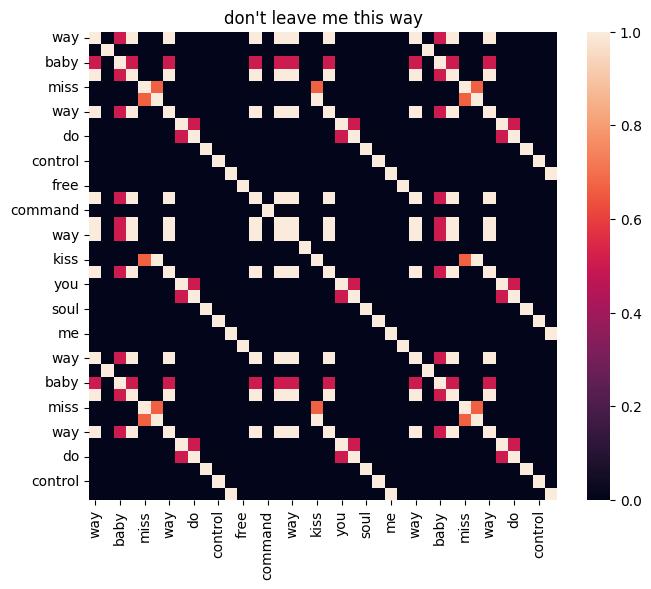 don't leave me this way
way
baby
miss
way
do
control
free
command
way
kiss
you
soul
me
way
baby
miss
way
do
control
1.0
0.8
0.6
0.4
0.2
0.0
way
baby
miss
way
do
control
free
command
way
kiss
you
soul
me
way
baby
miss
way
do
control